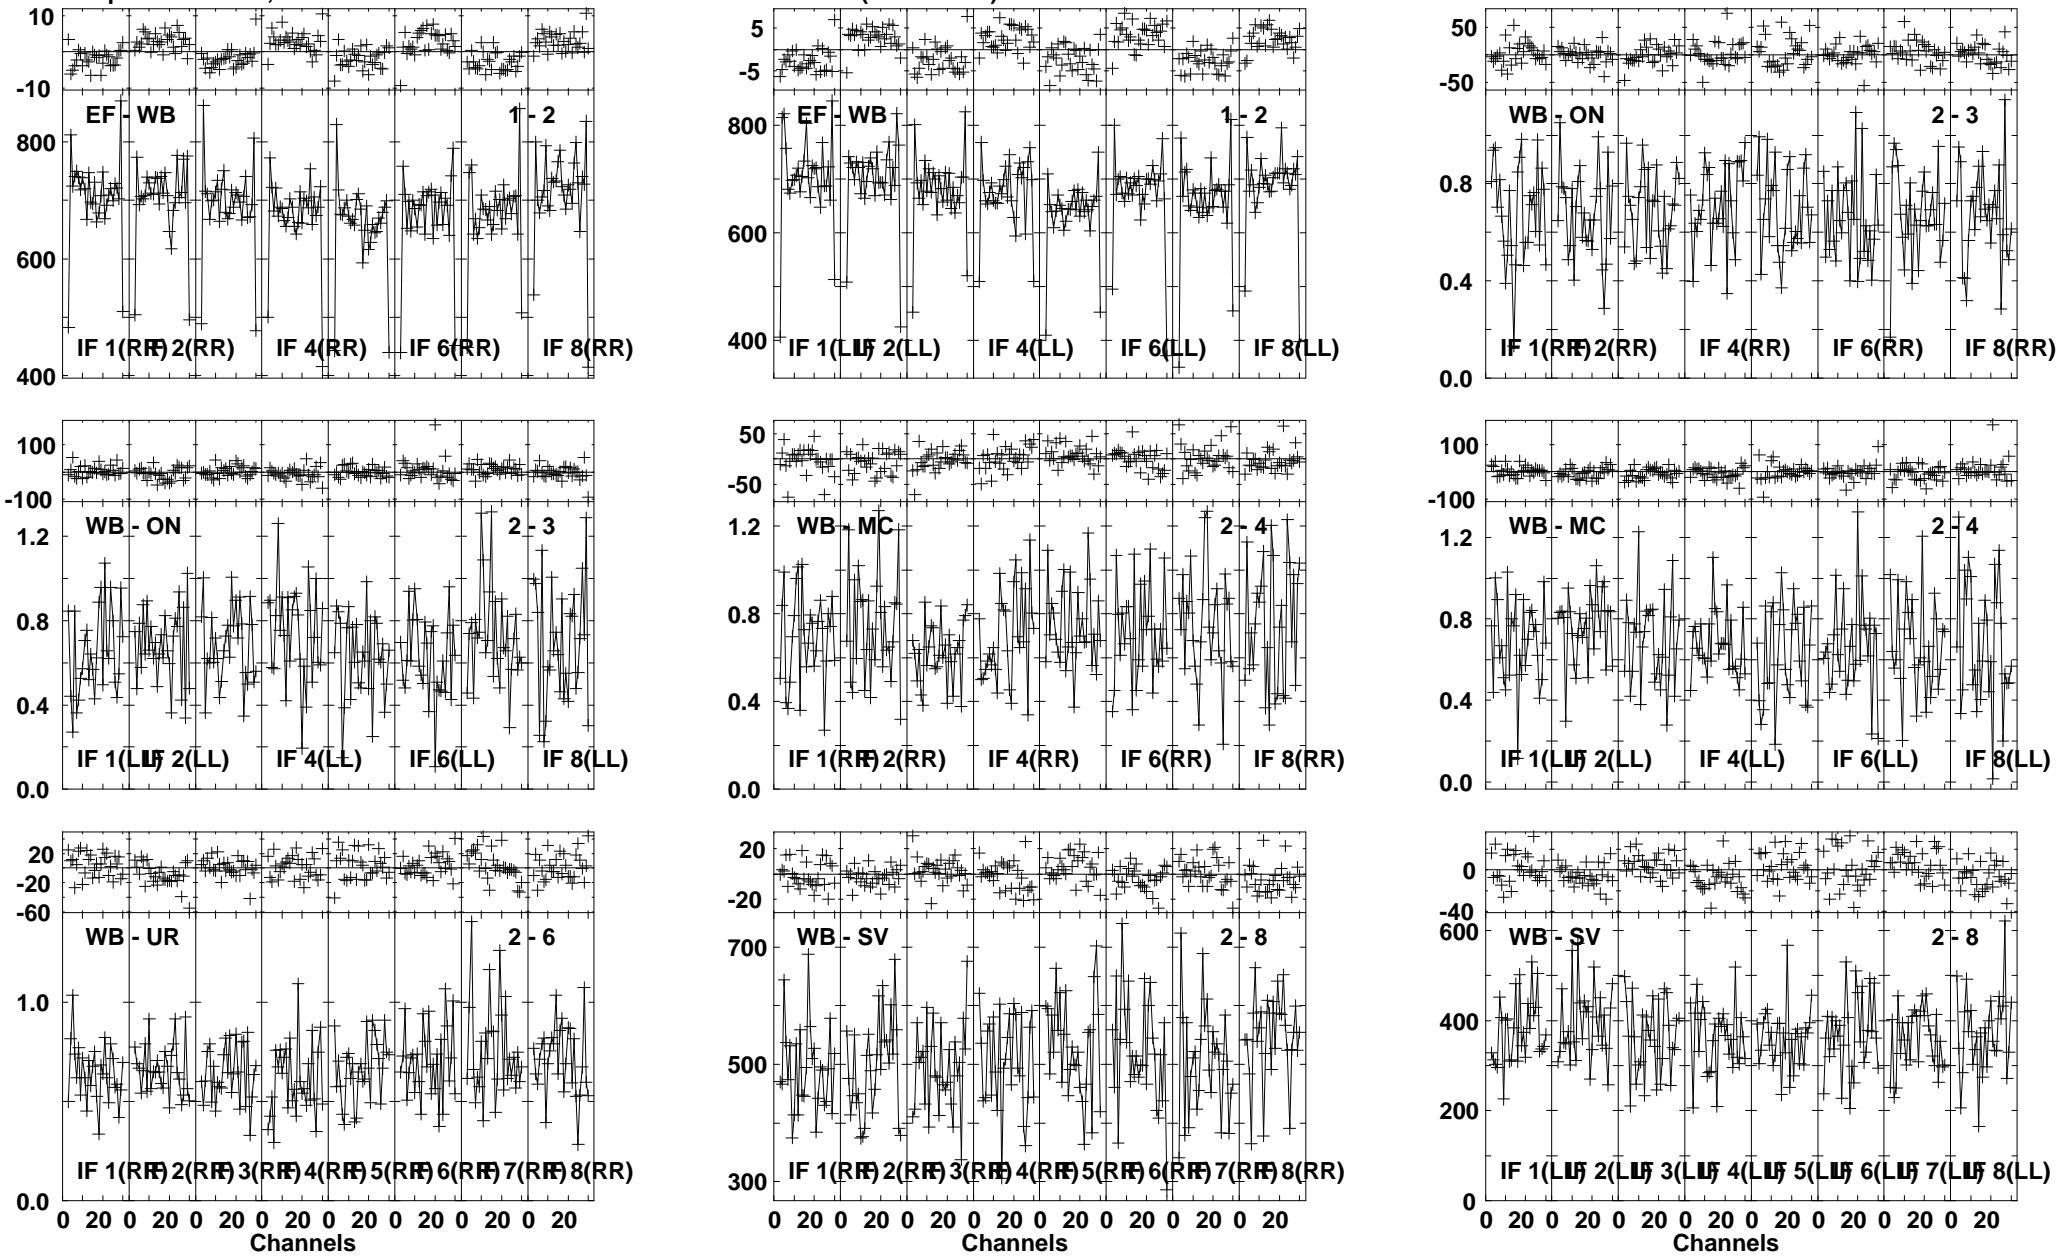 10
-10
EF - WB 1 - 2
800
600
400
IF 1(RR) IF 2(RR) IF 4(RR) IF 6(RR) IF 8(RR)
5
-5
EF - WB 1 - 2
800
600
400
IF 1(LL) IF 2(LL) IF 4(LL) IF 6(LL) IF 8(LL)
50
-50
WB - ON 2 - 3
0.8
0.4
0.0
IF 1(RR) IF 2(RR) IF 4(RR) IF 6(RR) IF 8(RR)
100
-100
WB - ON 2 - 3
1.2
0.8
0.4
0.0
IF 1(LL) IF 2(LL) IF 4(LL) IF 6(LL) IF 8(LL)
50
-50
WB - MC 2 - 4
1.2
0.8
0.4
0.0
IF 1(RR) IF 2(RR) IF 4(RR) IF 6(RR) IF 8(RR)
100
-100
WB - MC 2 - 4
1.2
0.8
0.4
0.0
IF 1(LL) IF 2(LL) IF 4(LL) IF 6(LL) IF 8(LL)
20
-20
-60
WB - UR 2 - 6
1.0
IF 1(RR) IF 2(RR) IF 3(RR) IF 4(RR) IF 5(RR) IF 6(RR) IF 7(RR) IF 8(RR)
0.0
0 20 0 20 0 20 0 20 0 20 0 20 0 20 0 20
Channels
20
-20
WB - SV 2 - 8
700
500
300
IF 1(RR) IF 2(RR) IF 3(RR) IF 4(RR) IF 5(RR) IF 6(RR) IF 7(RR) IF 8(RR)
0 20 0 20 0 20 0 20 0 20 0 20 0 20 0 20
Channels
0
-40
WB - SV 2 - 8
600
400
200
IF 1(LL) IF 2(LL) IF 3(LL) IF 4(LL) IF 5(LL) IF 6(LL) IF 7(LL) IF 8(LL)
0
0 20 0 20 0 20 0 20 0 20 0 20 0 20 0 20
Channels